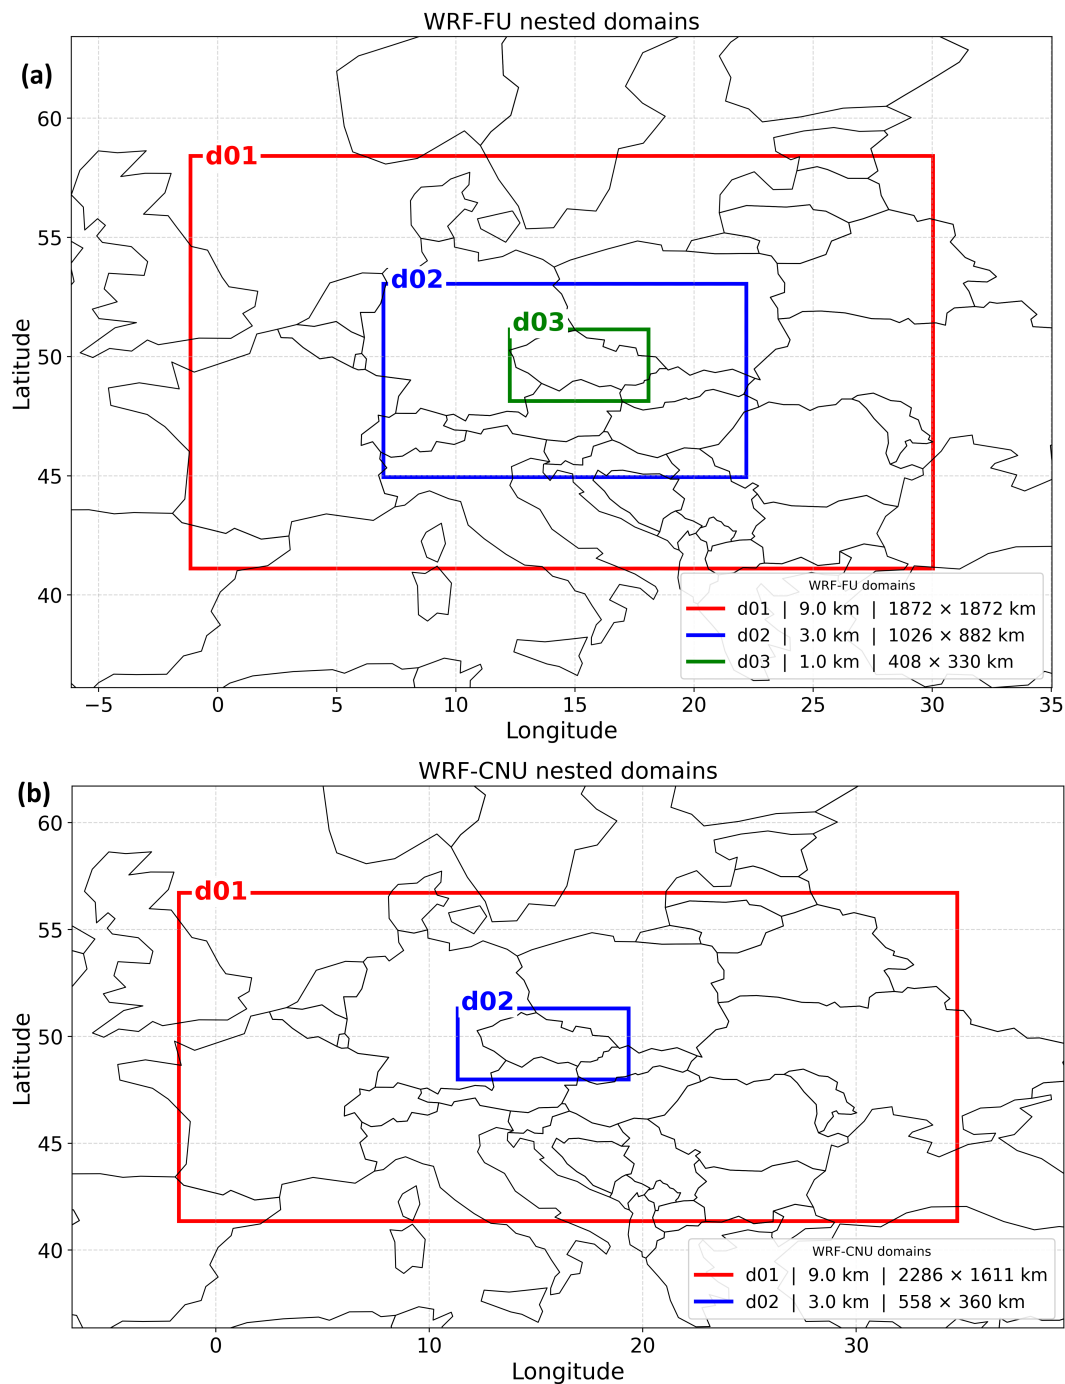 WRF-FU nested domains
(a)
d01
d02
d03
60
55
50
45
40
Latitude
−5
0
5
10
15
20
25
30
35
Longitude
WRF-FU domains
d01 | 9.0 km | 1872 × 1872 km
d02 | 3.0 km | 1026 × 882 km
d03 | 1.0 km | 408 × 330 km
WRF-CNU nested domains
(b)
d01
d02
60
55
50
45
40
Latitude
0
10
20
30
Longitude
WRF-CNU domains
d01 | 9.0 km | 2286 × 1611 km
d02 | 3.0 km | 558 × 360 km